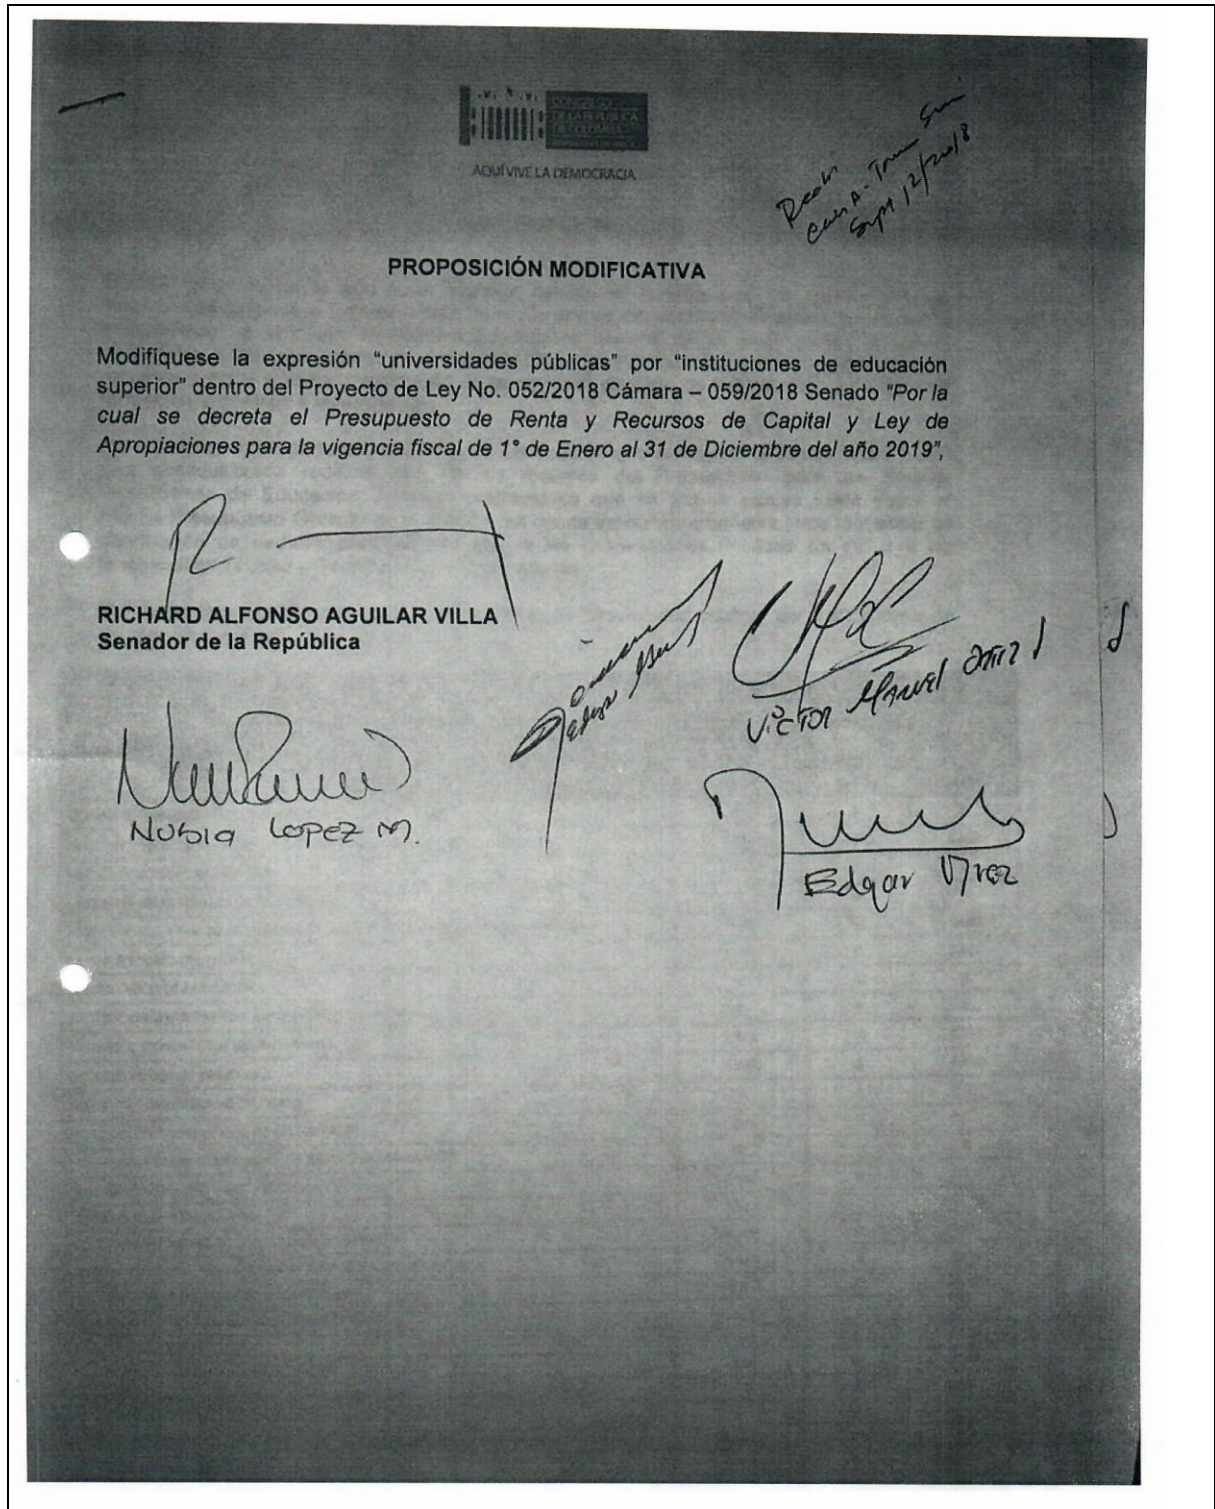 CONGRESO
DE LA REPÚBLICA
DE COLOMBIA
AQUÍ VIVE LA DEMOCRACIA
Sept 12/2018
PROPOSICIÓN MODIFICATIVA
Modifíquese la expresión “universidades públicas” por “instituciones de educación
superior” dentro del Proyecto de Ley No. 052/2018 Cámara – 059/2018 Senado “Por la
cual se decreta el Presupuesto de Renta y Recursos de Capital y Ley de
Apropiaciones para la vigencia fiscal de 1° de Enero al 31 de Diciembre del año 2019”,
RICHARD ALFONSO AGUILAR VILLA
Senador de la República
Victor Manuel Ortiz J
Nubia Lopez M.
Edgar